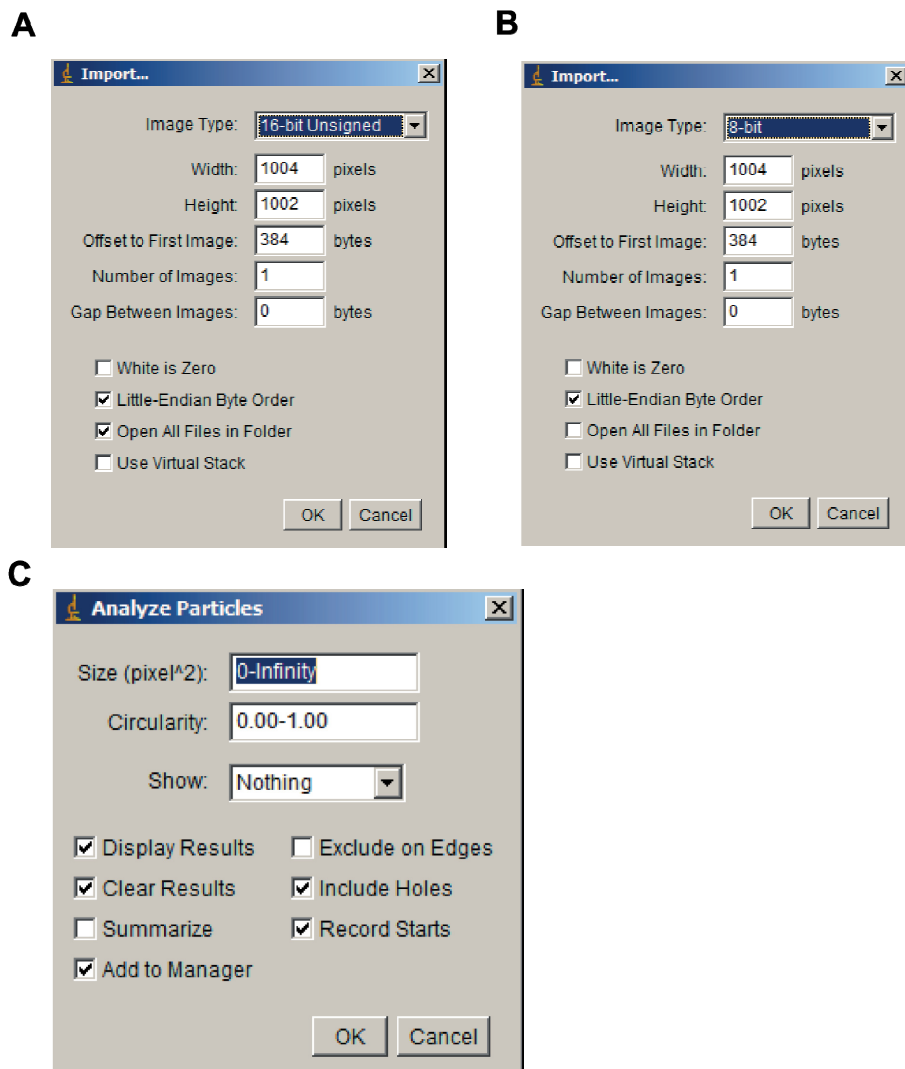 A
Import...
Image Type: 16-bit Unsigned
Width: 1004 pixels
Height: 1002 pixels
Offset to First Image: 384 bytes
Number of Images: 1
Gap Between Images: 0 bytes
White is Zero
Little-Endian Byte Order
Open All Files in Folder
Use Virtual Stack
OK Cancel
B
Import...
Image Type: 8-bit
Width: 1004 pixels
Height: 1002 pixels
Offset to First Image: 384 bytes
Number of Images: 1
Gap Between Images: 0 bytes
White is Zero
Little-Endian Byte Order
Open All Files in Folder
Use Virtual Stack
OK Cancel
C
Analyze Particles
Size (pixel^2): 0-Infinity
Circularity: 0.00-1.00
Show: Nothing
Display Results Exclude on Edges
Clear Results Include Holes
Summarize Record Starts
Add to Manager
OK Cancel